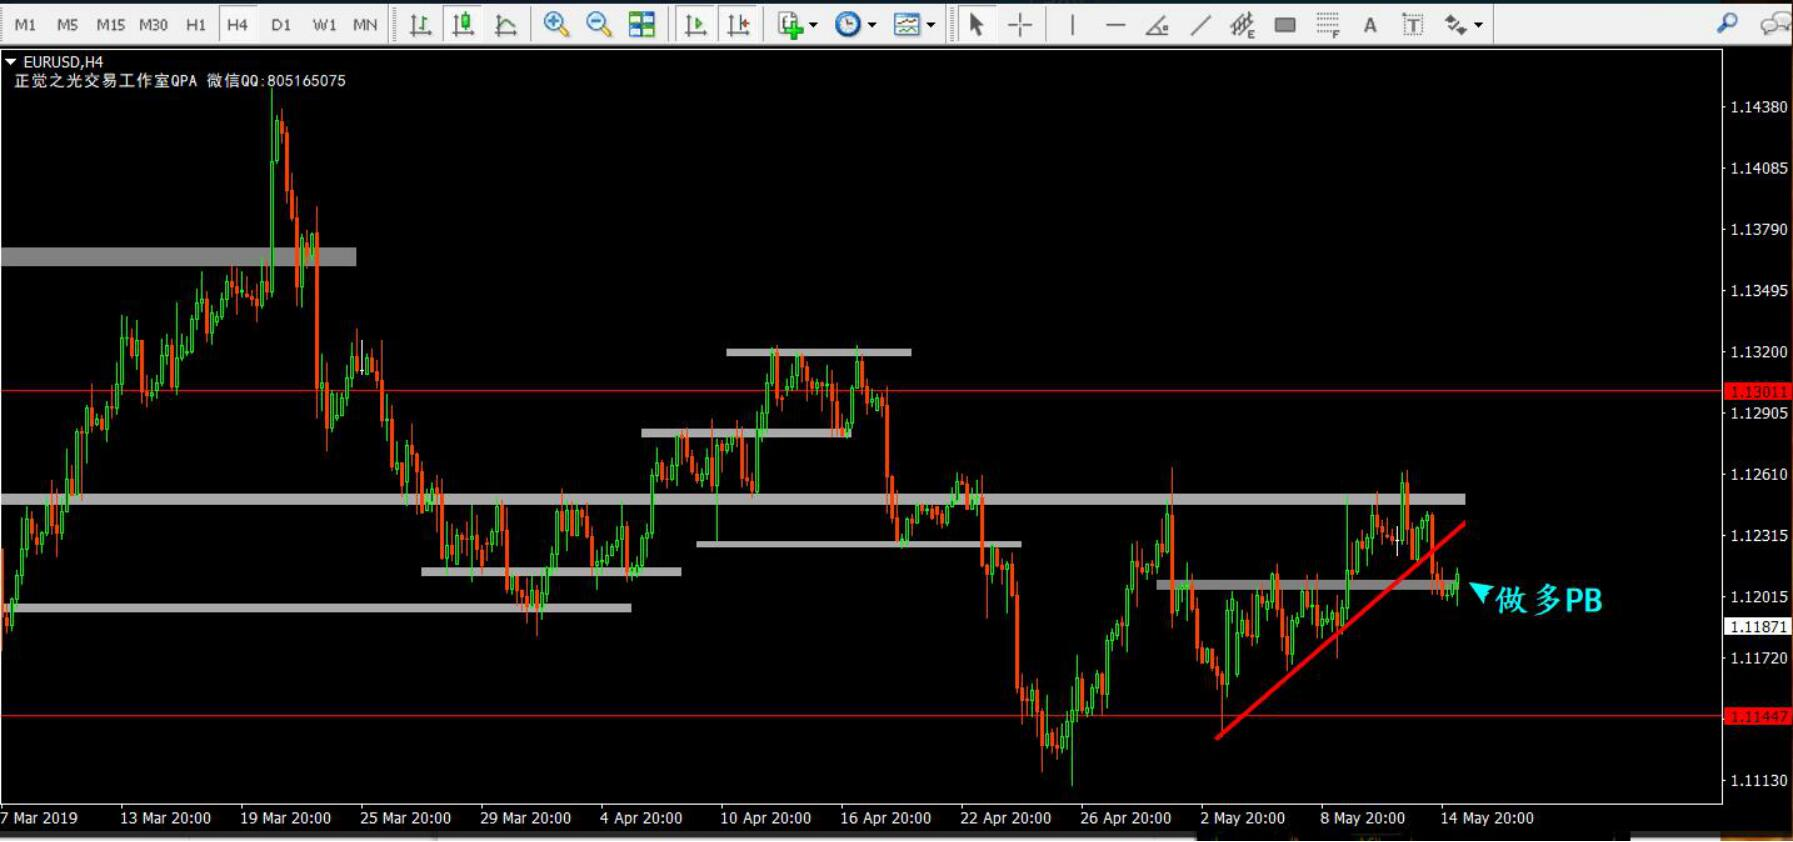 M1 M5 M15 M30 H1 H4 D1 W1 MN
E F A T
EURUSD,H4
正觉之光交易工作室QPA 微信QQ:805165075
1.14380
1.14085
1.13790
1.13495
1.13200
1.13011
1.12905
1.12610
1.12315
做多PB
1.12015
1.11871
1.11720
1.11447
1.11130
7 Mar 2019 13 Mar 20:00 19 Mar 20:00 25 Mar 20:00 29 Mar 20:00 4 Apr 20:00 10 Apr 20:00 16 Apr 20:00 22 Apr 20:00 26 Apr 20:00 2 May 20:00 8 May 20:00 14 May 20:00